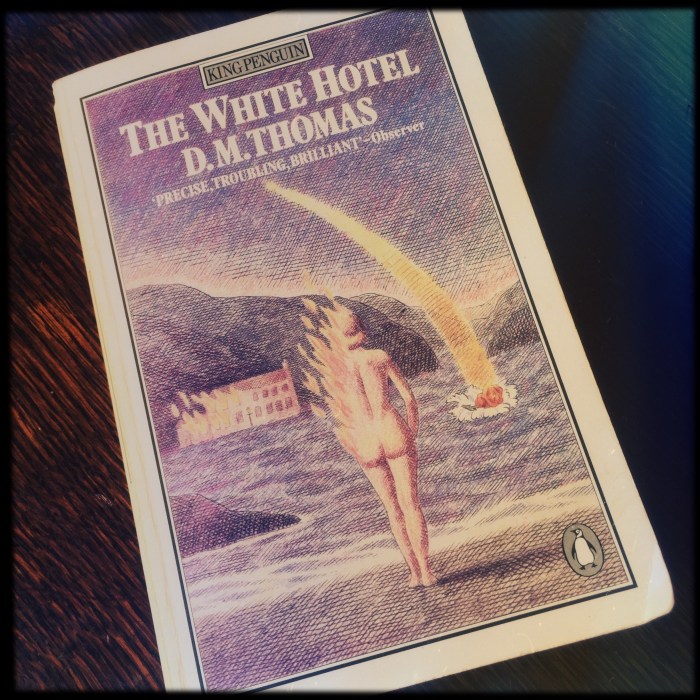 KING PENGUIN
THE WHITE HOTEL
D.M.THOMAS
'PRECISE, TROUBLING, BRILLIANT'–Observer